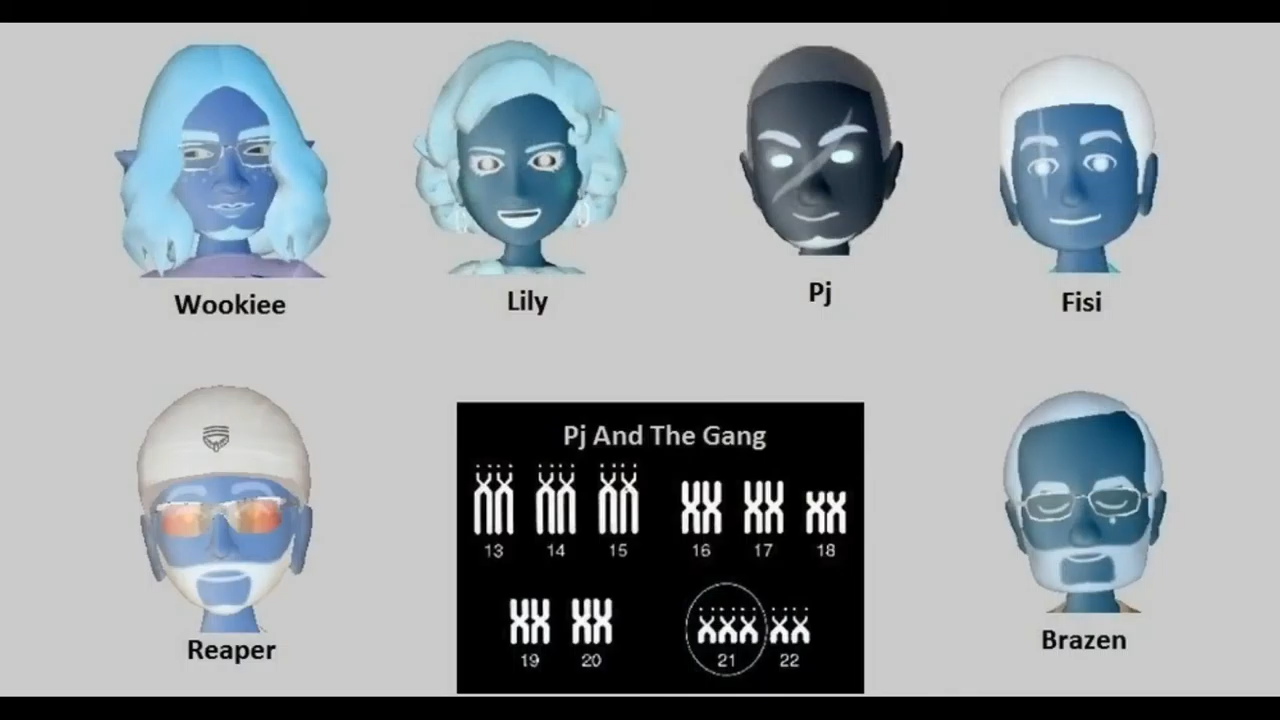 Wookiee
Lily
Pj
Fisi
Reaper
Pj And The Gang
13 14 15 16 17 18
19 20 21 22
Brazen